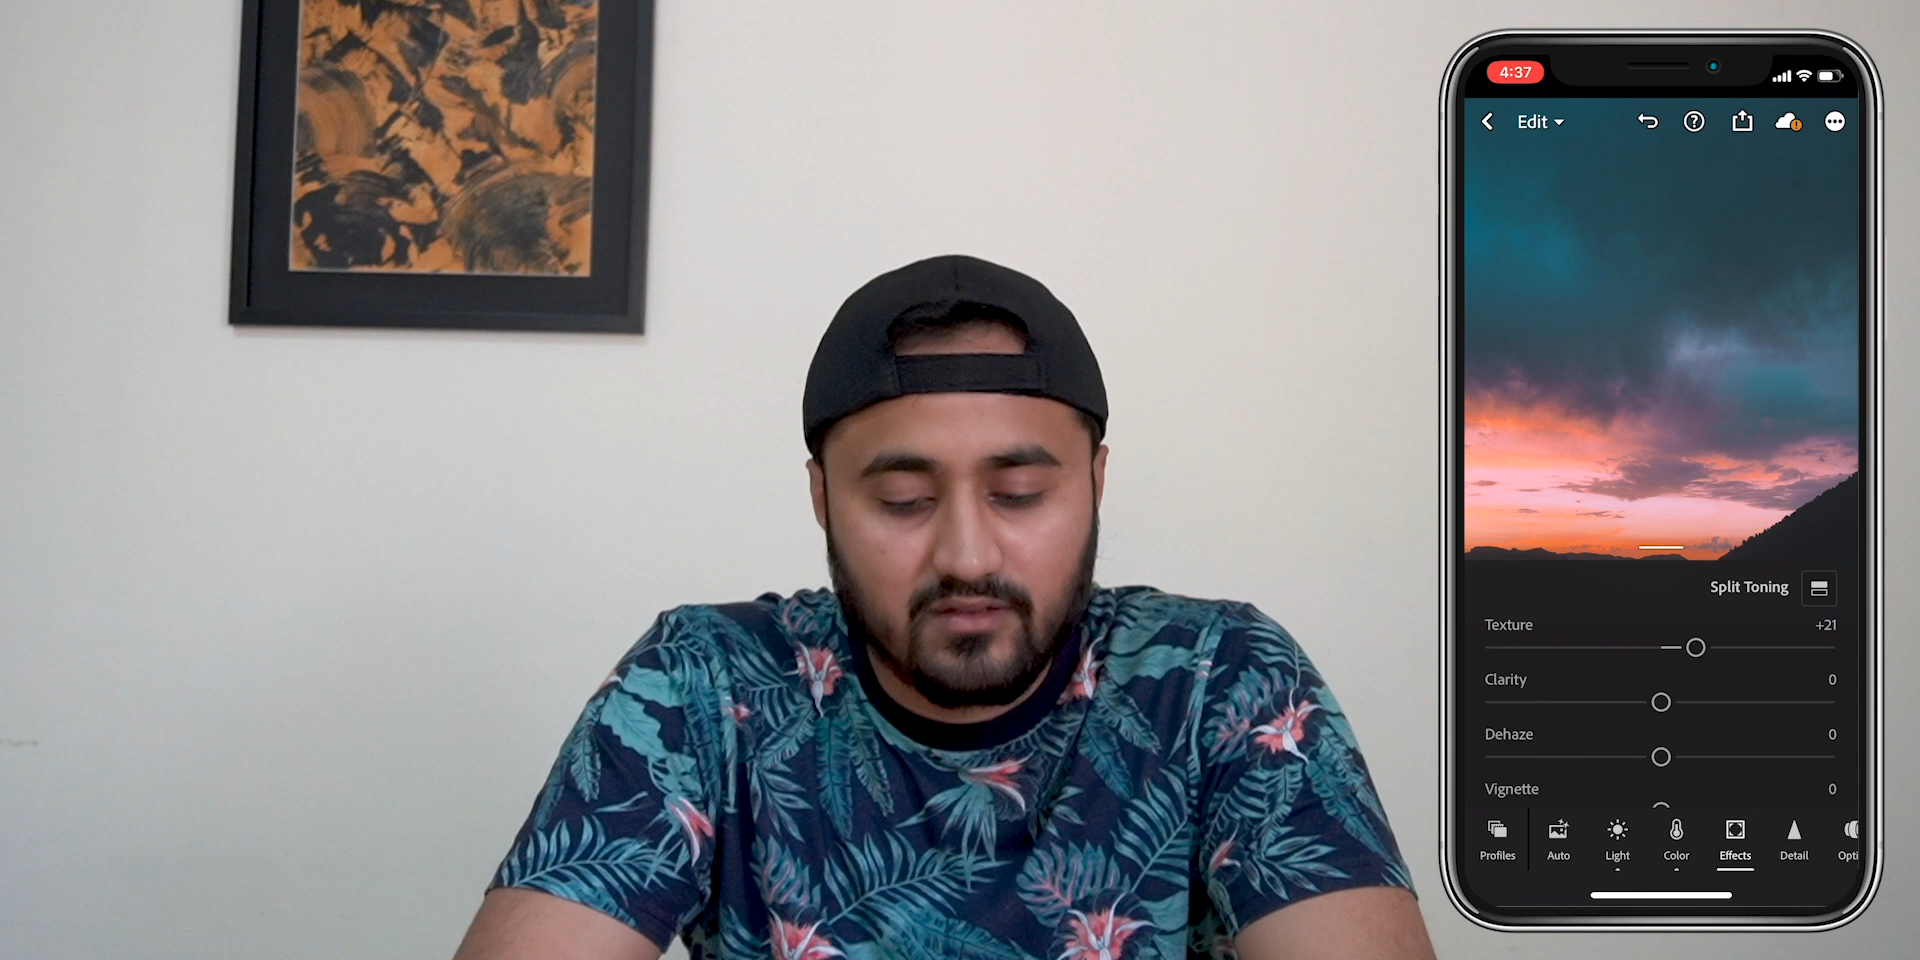 4:37
Edit
Split Toning
Texture +21
Clarity 0
Dehaze 0
Vignette 0
Profiles Auto Light Color Effects Detail Opti